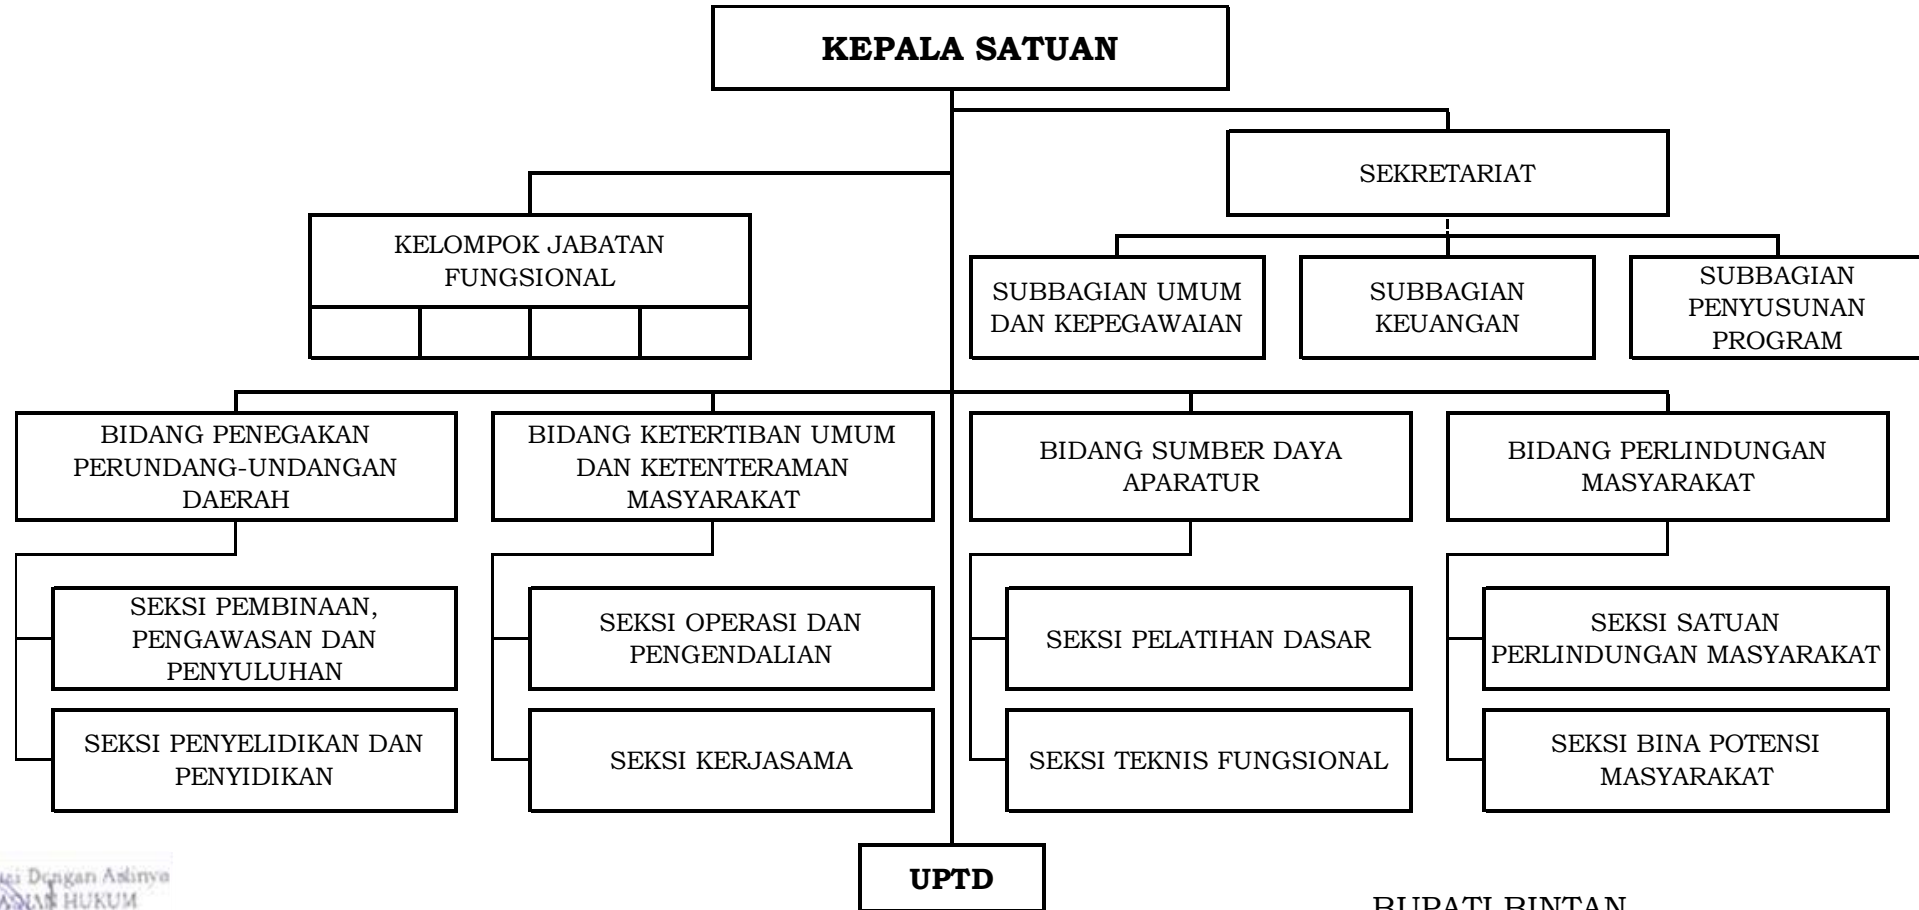 KEPALA SATUAN
SEKRETARIAT
KELOMPOK JABATAN
FUNGSIONAL
SUBBAGIAN UMUM
DAN KEPEGAWAIAN
SUBBAGIAN
KEUANGAN
SUBBAGIAN
PENYUSUNAN
PROGRAM
BIDANG PENEGAKAN
PERUNDANG-UNDANGAN
DAERAH
BIDANG KETERTIBAN UMUM
DAN KETENTERAMAN
MASYARAKAT
BIDANG SUMBER DAYA
APARATUR
BIDANG PERLINDUNGAN
MASYARAKAT
SEKSI PEMBINAAN,
PENGAWASAN DAN
PENYULUHAN
SEKSI OPERASI DAN
PENGENDALIAN
SEKSI PELATIHAN DASAR
SEKSI SATUAN
PERLINDUNGAN MASYARAKAT
SEKSI PENYELIDIKAN DAN
PENYIDIKAN
SEKSI KERJASAMA
SEKSI TEKNIS FUNGSIONAL
SEKSI BINA POTENSI
MASYARAKAT
UPTD
Dengan Aslinya
HUKUM
BUPATI BINTAN